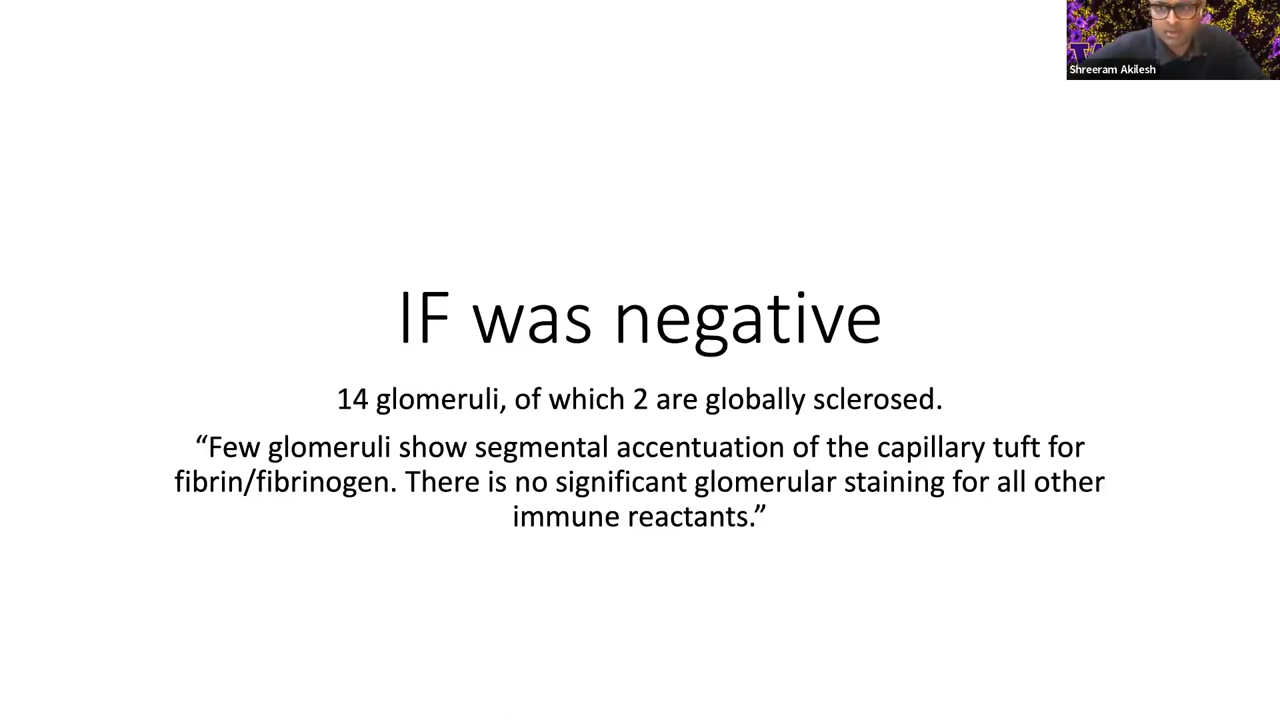 Shreeram Akilesh
IF was negative
14 glomeruli, of which 2 are globally sclerosed.
“Few glomeruli show segmental accentuation of the capillary tuft for
fibrin/fibrinogen. There is no significant glomerular staining for all other
immune reactants.”